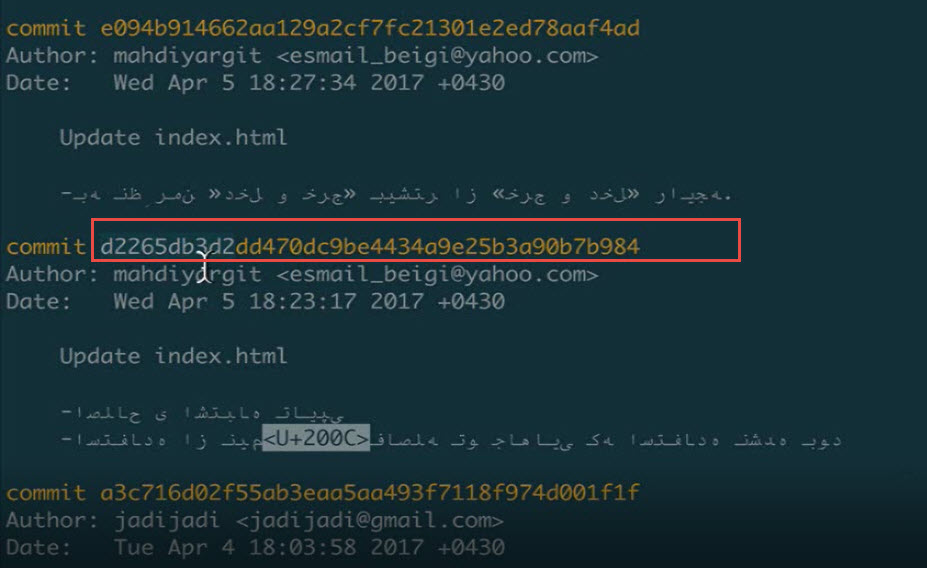 commit e094b914662aa129a2cf7fc21301e2ed78aaf4ad
Author: mahdiyargit <esmail_beigi@yahoo.com>
Date: Wed Apr 5 18:27:34 2017 +0430
Update index.html
-به نظرِ من «دخل و خرج» بیشتر از «خرج و دخل» رایجه.
commit d2265db3d2dd470dc9be4434a9e25b3a90b7b984
Author: mahdiyargit <esmail_beigi@yahoo.com>
Date: Wed Apr 5 18:23:17 2017 +0430
Update index.html
-اصلاح ی اشتباه تایپی
-استفاده از نیم<U+200C>فاصله تو جاهایی که استفاده نشده بود
commit a3c716d02f55ab3eaa5aa493f7118f974d001f1f
Author: jadijadi <jadijadi@gmail.com>
Date: Tue Apr 4 18:03:58 2017 +0430